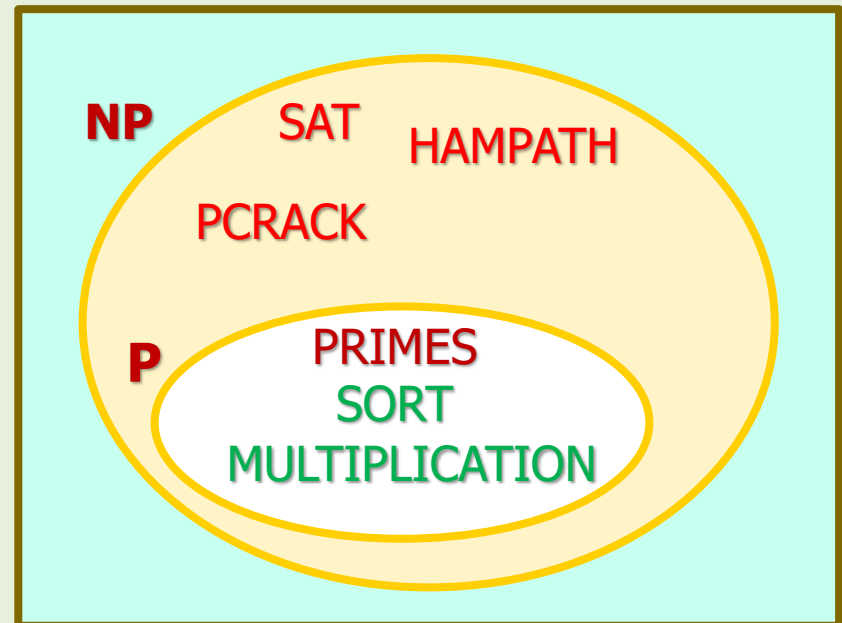 NP
SAT
HAMPATH
PCRACK
P
PRIMES
SORT
MULTIPLICATION